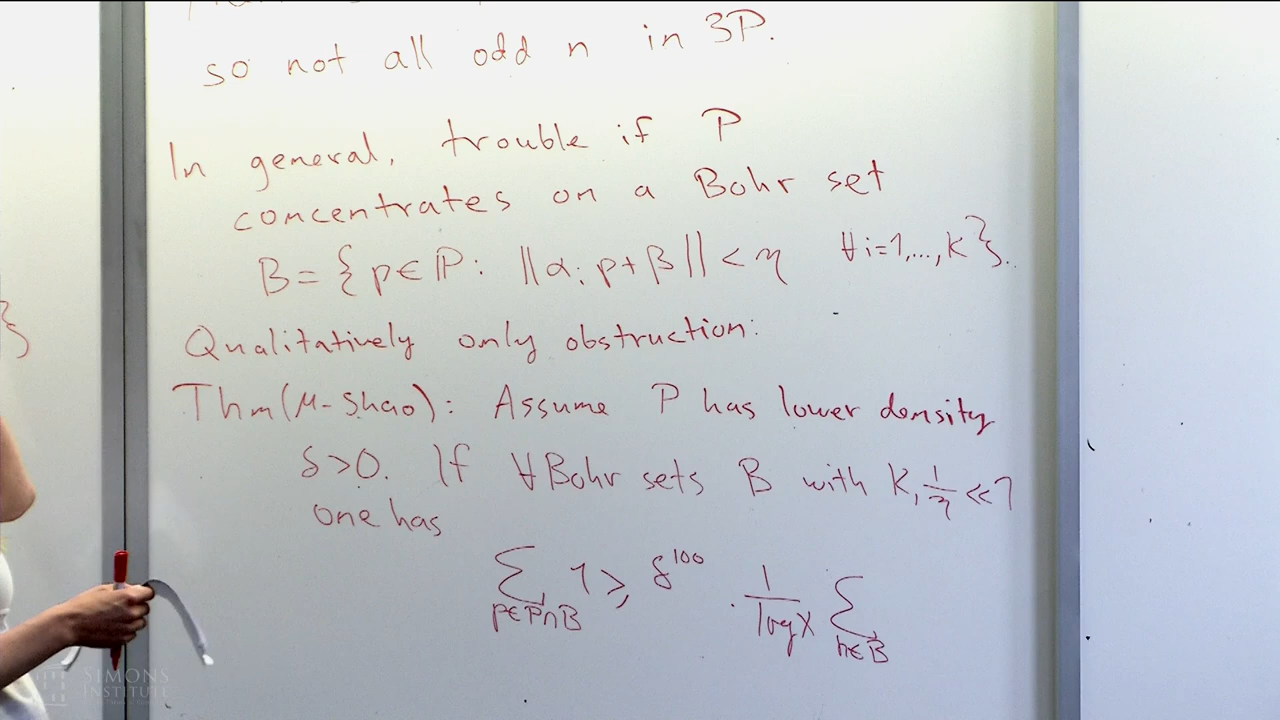 so not all odd n in 3P.
In general, trouble if P
concentrates on a Bohr set
B = {p ∈ ℙ : ||α_i p + β|| < η ∀ i = 1, ..., K}.
Qualitatively only obstruction:
Thm (M-Shao): Assume P has lower density
δ > 0. If ∀ Bohr sets B with K, 1/η ≪ 1
one has
∑_{p ∈ P ∩ B} 1 ≥ δ^100 · 1/log X ∑_{n ∈ B}
}
SIMONS
INSTITUTE